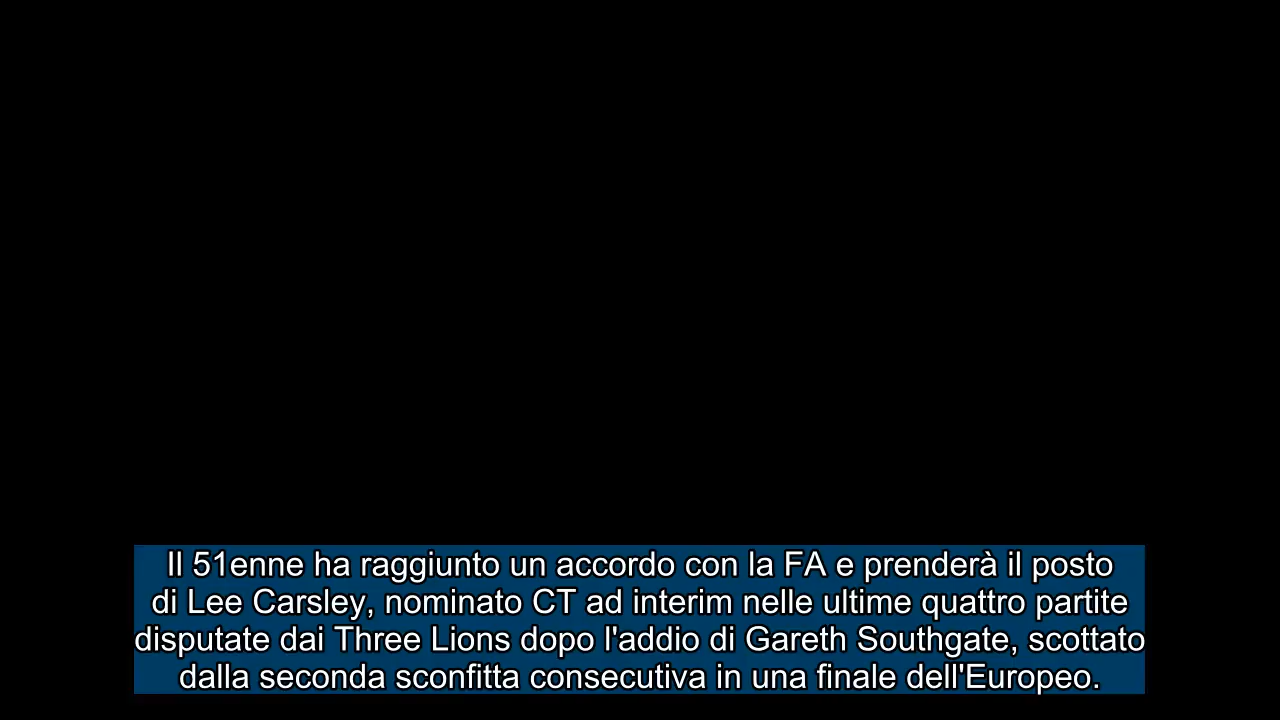 Il 51enne ha raggiunto un accordo con la FA e prenderà il posto
di Lee Carsley, nominato CT ad interim nelle ultime quattro partite
disputate dai Three Lions dopo l'addio di Gareth Southgate, scottato
dalla seconda sconfitta consecutiva in una finale dell'Europeo.